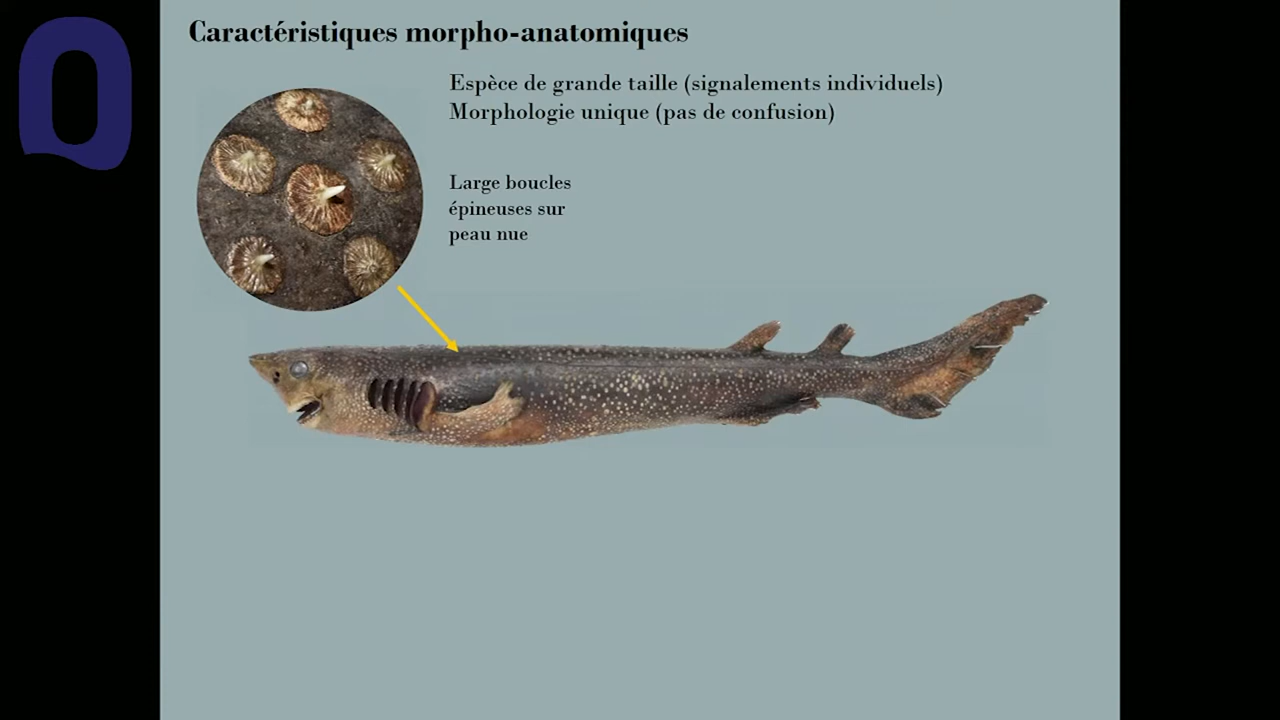 Caractéristiques morpho-anatomiques
Espèce de grande taille (signalements individuels)
Morphologie unique (pas de confusion)
Large boucles
épineuses sur
peau nue